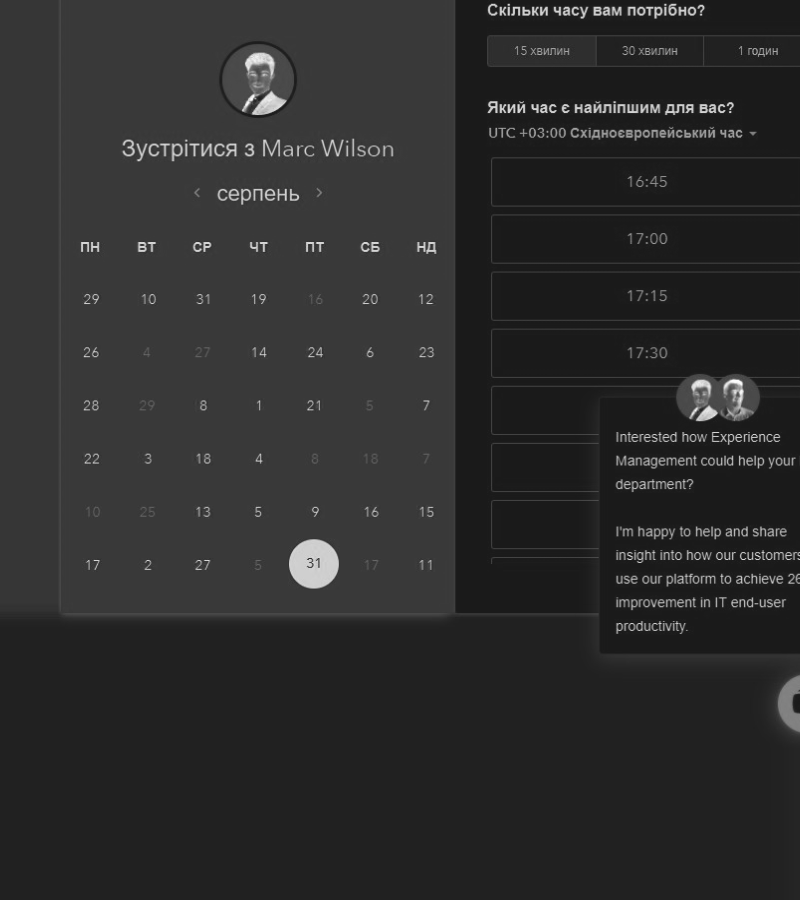 Зустрітися з Marc Wilson
серпень
ПН ВТ СР ЧТ ПТ СБ НД
29 10 31 19 16 20 12
26 4 27 14 24 6 23
28 29 8 1 21 5 7
22 3 18 4 8 18 7
10 25 13 5 9 16 15
17 2 27 5 31 17 11
Скільки часу вам потрібно?
15 хвилин 30 хвилин 1 годин
Який час є найліпшим для вас?
UTC +03:00 Східноєвропейський час
16:45
17:00
17:15
17:30
Interested how Experience
Management could help your
department?
I'm happy to help and share
insight into how our customers
use our platform to achieve 26
improvement in IT end-user
productivity.